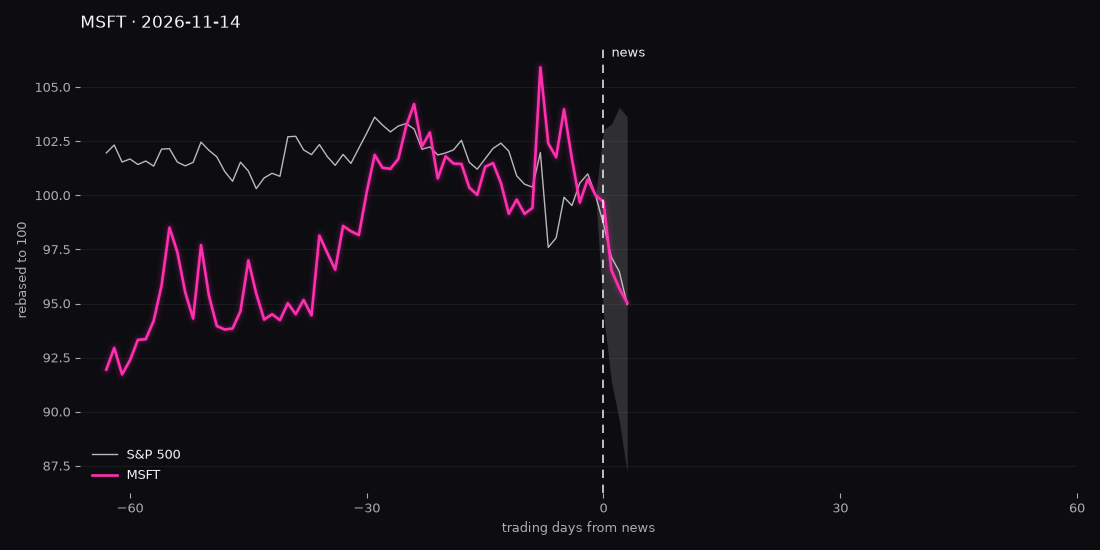 MSFT · 2026-11-14
news
105.0
102.5
100.0
97.5
95.0
92.5
90.0
87.5
rebased to 100
S&P 500
MSFT
−60
−30
0
30
60
trading days from news